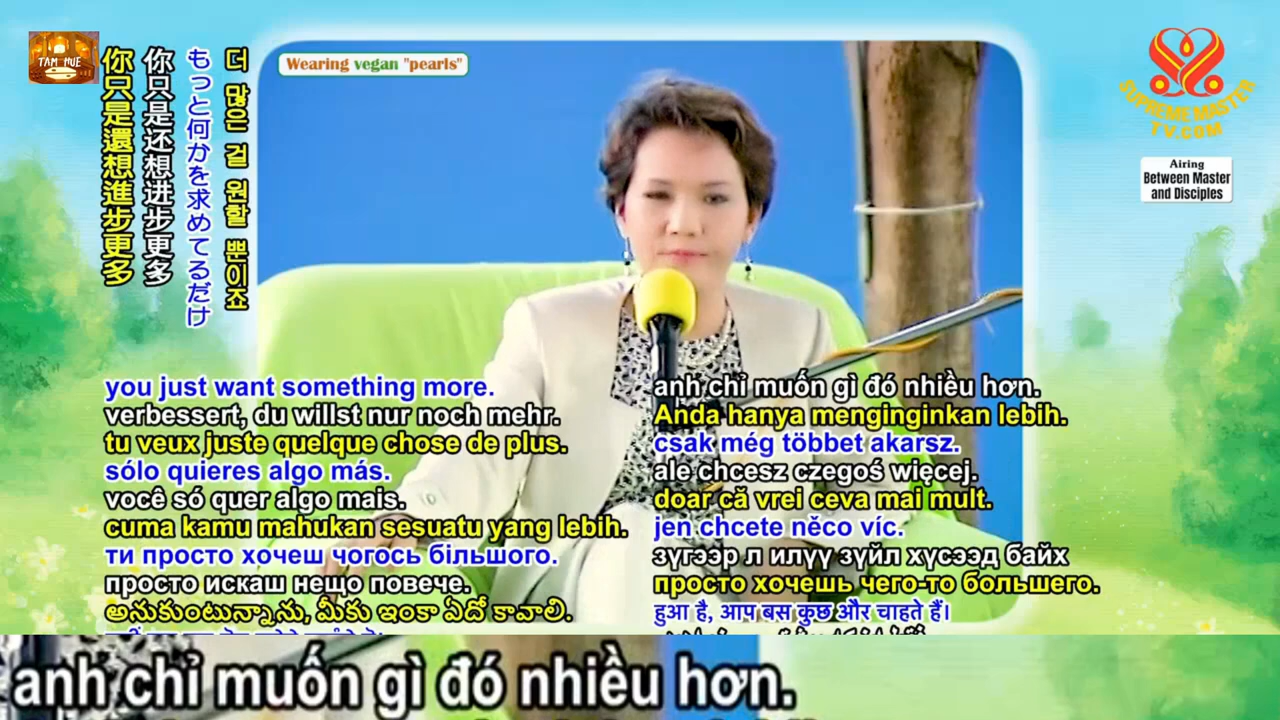 TAM HUE
Wearing vegan "pearls"
SUPREME MASTER
TV.COM
Airing
Between Master
and Disciples
你只是還想進步更多
你只是还想进步更多
もっと何かを求めてるだけ
더 많은 걸 원할 뿐이죠
you just want something more.
verbessert, du willst nur noch mehr.
tu veux juste quelque chose de plus.
sólo quieres algo más.
você só quer algo mais.
cuma kamu mahukan sesuatu yang lebih.
ти просто хочеш чогось більшого.
просто искаш нещо повече.
అనుకుంటున్నాను, మీకు ఇంకా ఏదో కావాలి.
anh chỉ muốn gì đó nhiều hơn.
Anda hanya menginginkan lebih.
csak még többet akarsz.
ale chcesz czegoś więcej.
doar că vrei ceva mai mult.
jen chcete něco víc.
зүгээр л илүү зүйл хүсээд байх
просто хочешь чего-то большего.
हुआ है, आप बस कुछ और चाहते हैं।
anh chỉ muốn gì đó nhiều hơn.